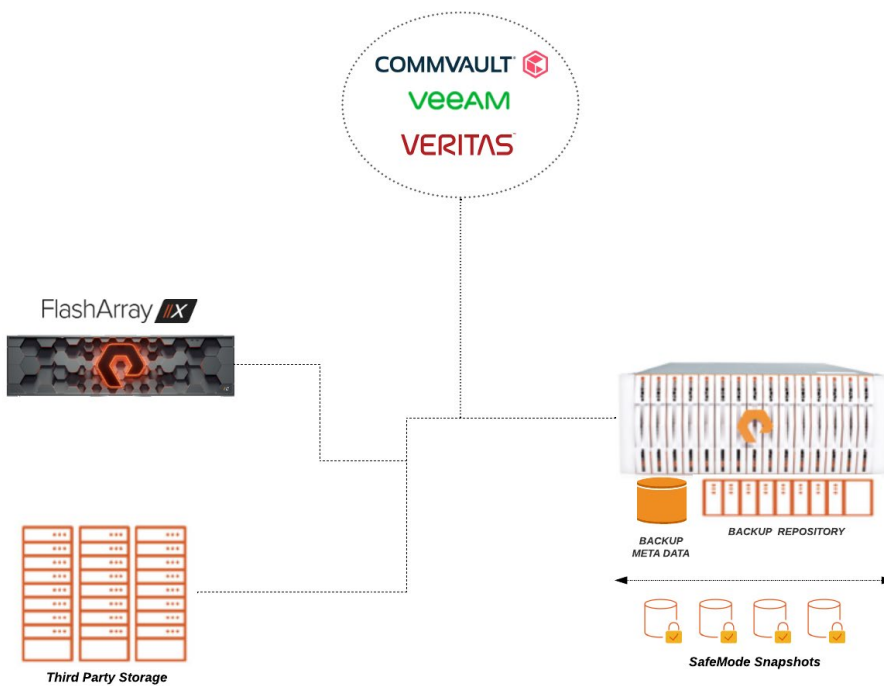 COMMVAULT
veeAM
VERITAS
FlashArray //X
BACKUP
META DATA
BACKUP REPOSITORY
SafeMode Snapshots
Third Party Storage